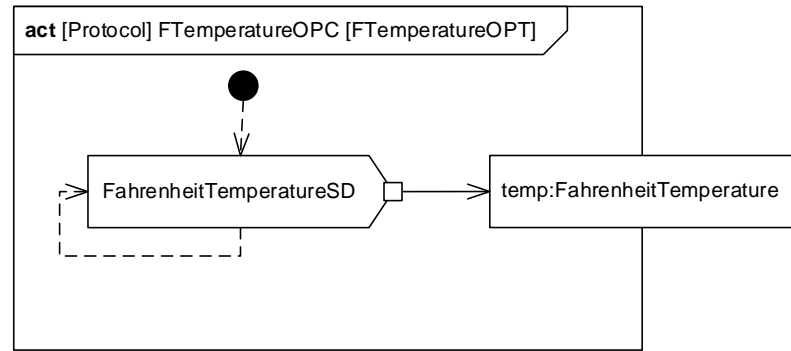 act [Protocol] FTemperatureOPC [FTemperatureOPT]
FahrenheitTemperatureSD
temp:FahrenheitTemperature